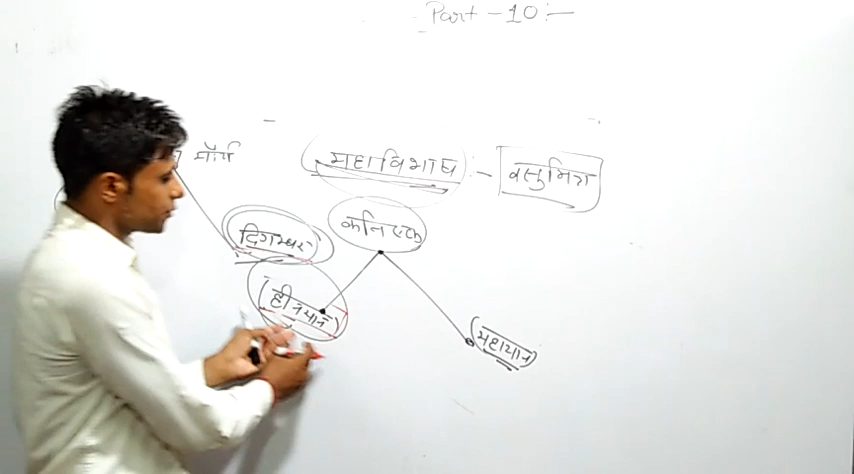 Part - 10 :-
मौर्य
(महाविभाष) :- वसुमित्रा
कनिष्क
दिगम्बर
(हीनयान)
(महायान)